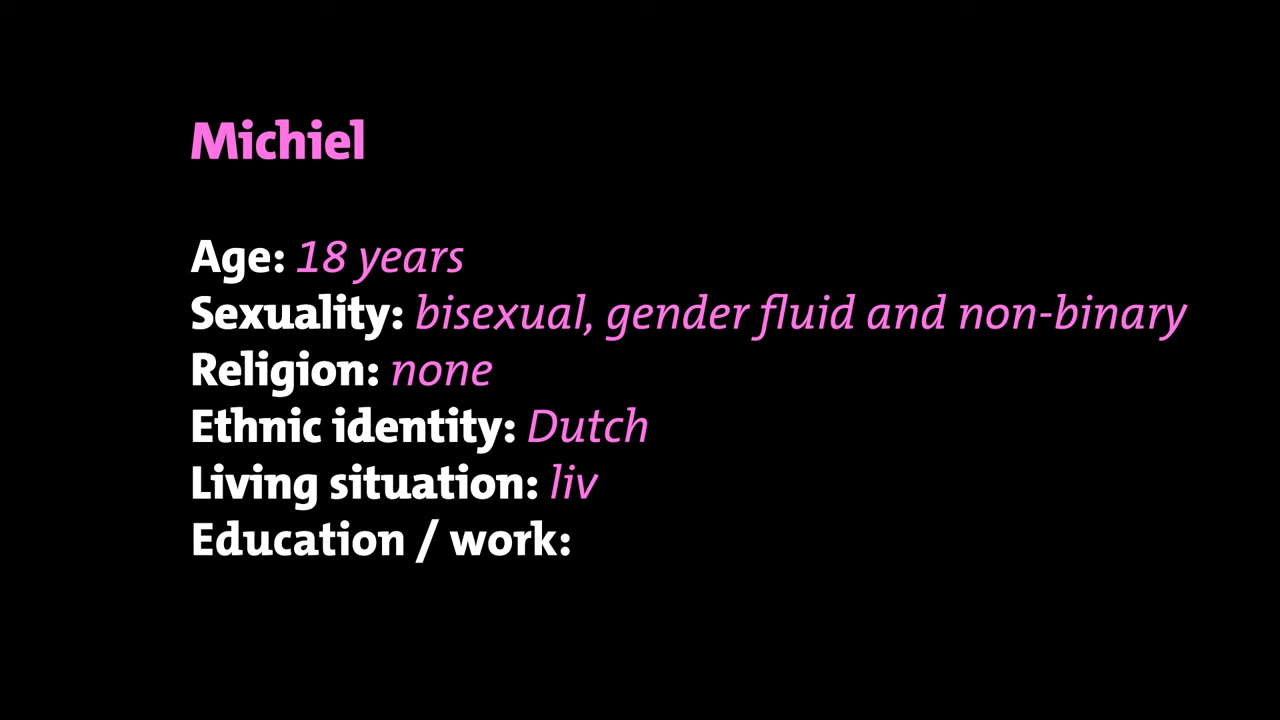 Michiel
Age: 18 years
Sexuality: bisexual, gender fluid and non-binary
Religion: none
Ethnic identity: Dutch
Living situation: liv
Education / work: